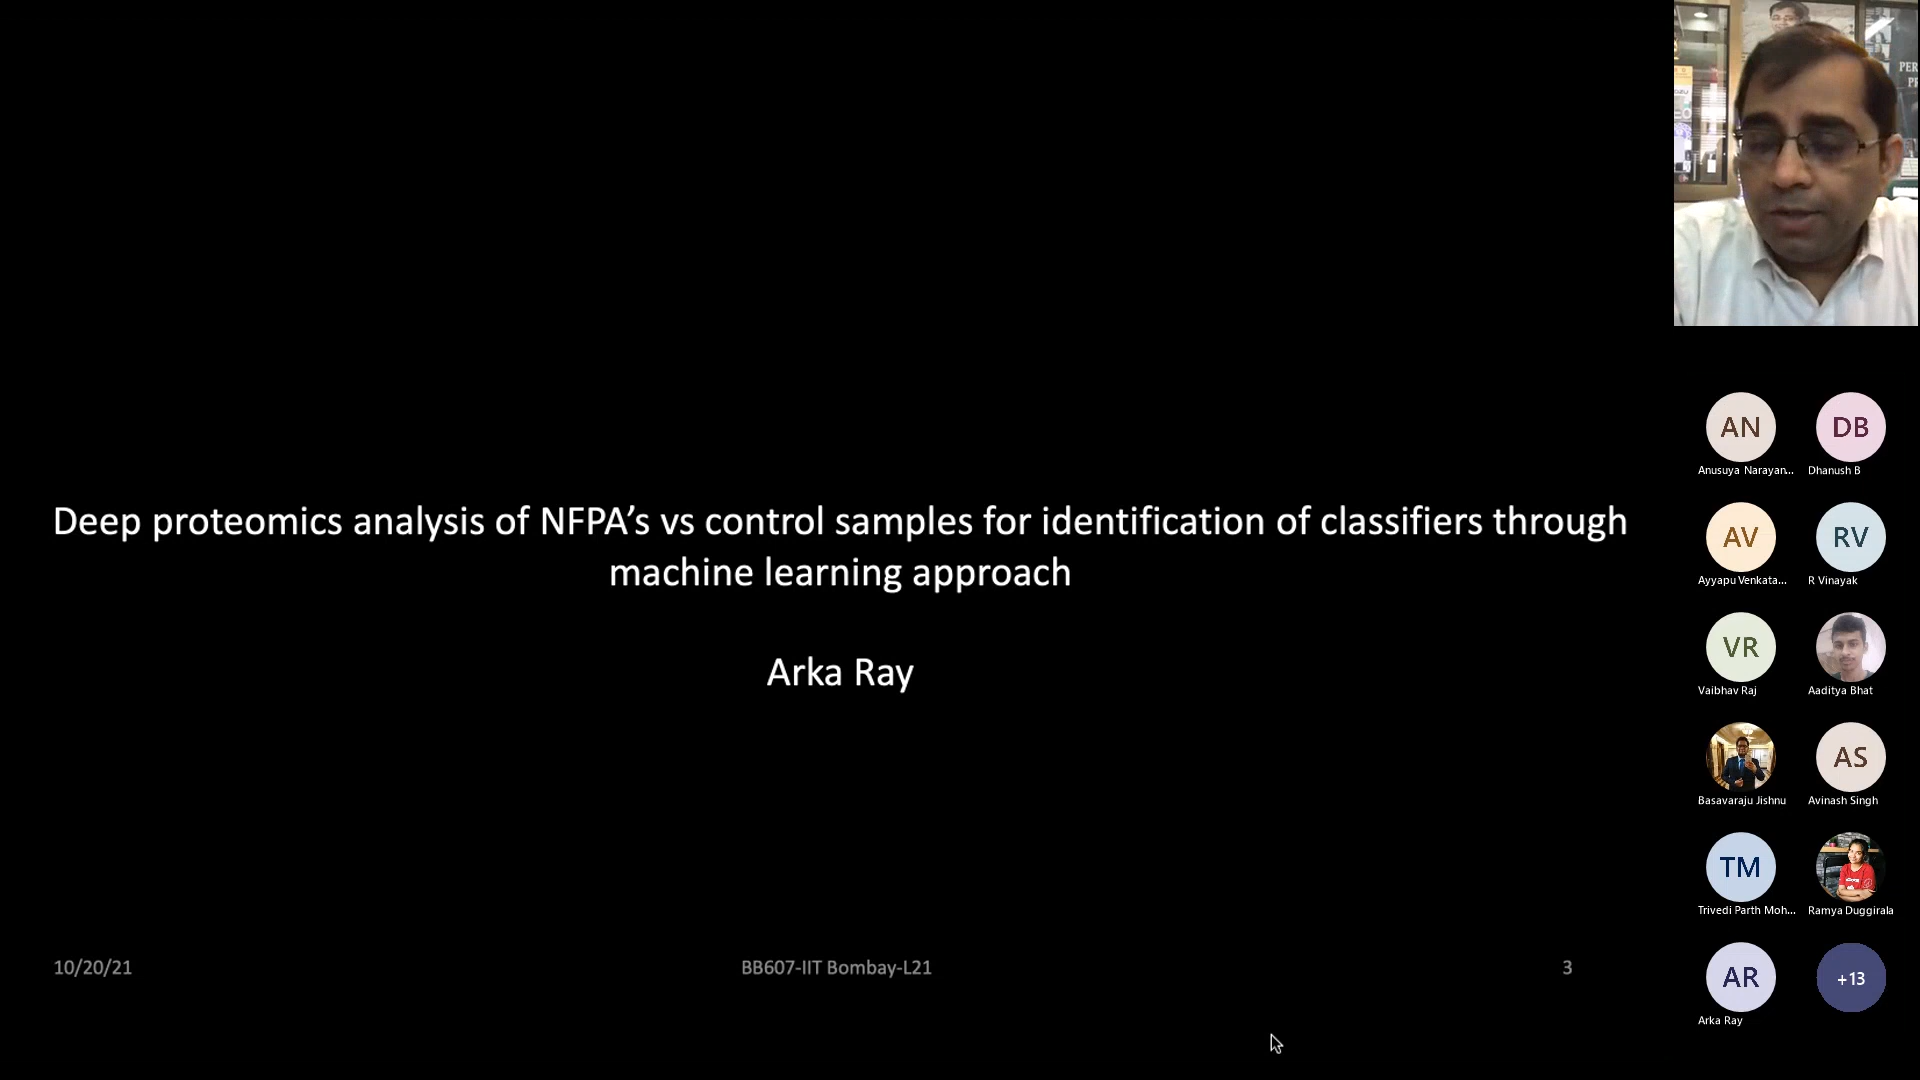 Deep proteomics analysis of NFPA’s vs control samples for identification of classifiers through
machine learning approach
Arka Ray
10/20/21
BB607-IIT Bombay-L21
3
PER
AN
DB
Anusuya Narayan...
Dhanush B
AV
RV
Ayyapu Venkata...
R Vinayak
VR
Vaibhav Raj
Aaditya Bhat
AS
Basavaraju Jishnu
Avinash Singh
TM
Trivedi Parth Moh...
Ramya Duggirala
AR
+13
Arka Ray